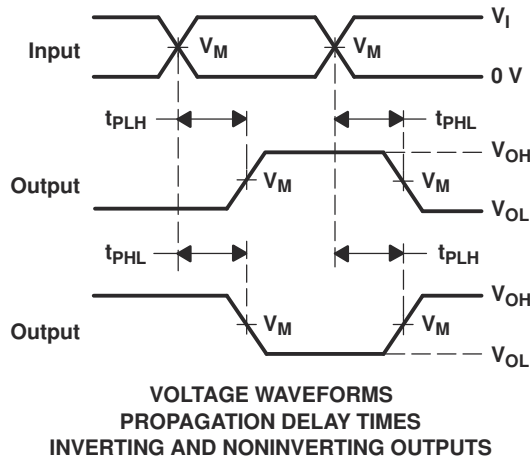 V_I
Input V_M V_M
0 V
t_PLH t_PHL
V_OH
Output V_M V_M
V_OL
t_PHL t_PLH
V_OH
Output V_M V_M
V_OL
VOLTAGE WAVEFORMS
PROPAGATION DELAY TIMES
INVERTING AND NONINVERTING OUTPUTS